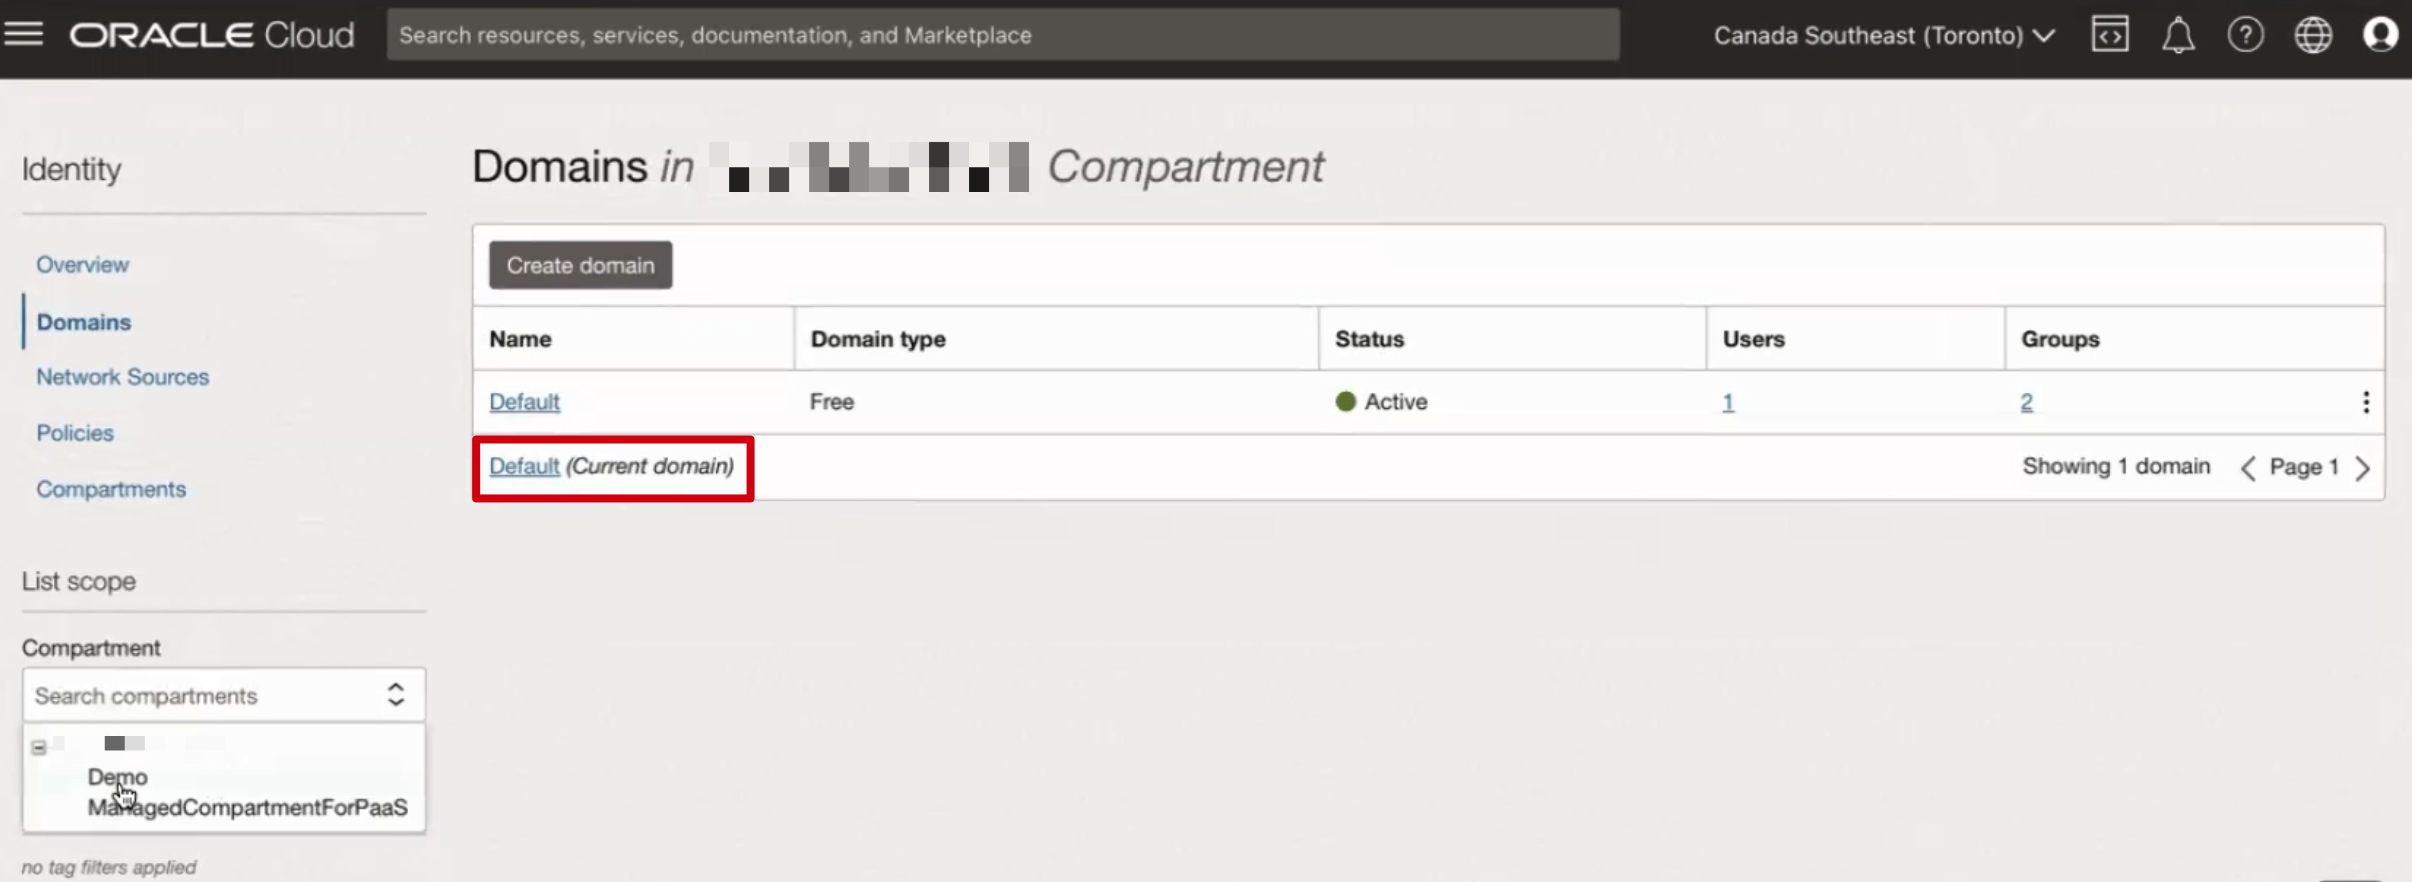 ORACLE Cloud
Search resources, services, documentation, and Marketplace
Canada Southeast (Toronto)
Identity
Overview
Domains
Network Sources
Policies
Compartments
List scope
Compartment
Search compartments
Demo
ManagedCompartmentForPaaS
no tag filters applied
Domains in Compartment
Create domain
Name Domain type Status Users Groups
Default Free Active 1 2
Default (Current domain) Showing 1 domain Page 1